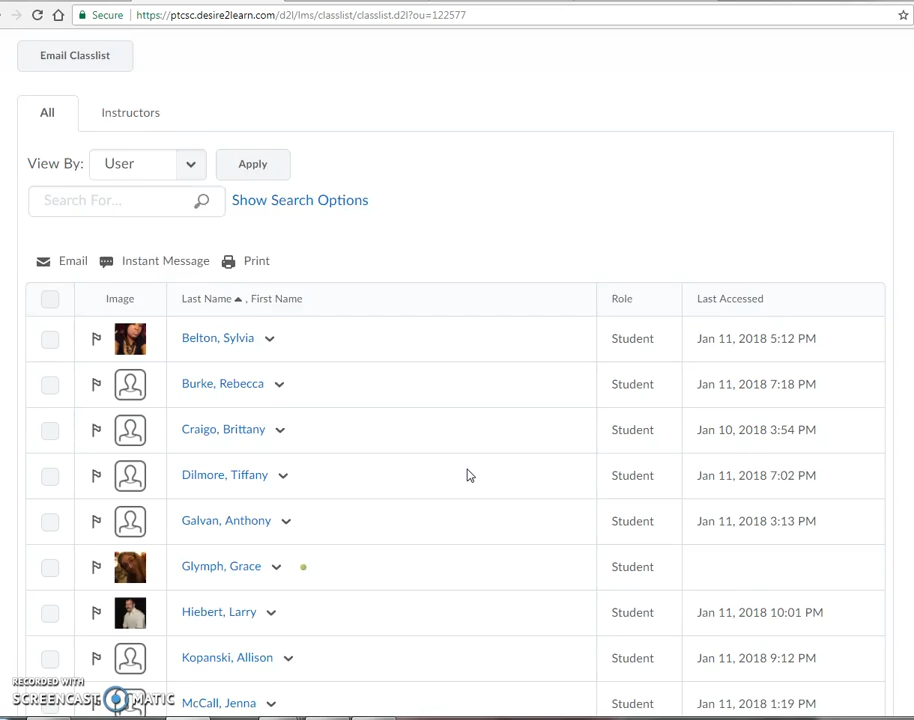 Secure https://ptcsc.desire2learn.com/d2l/lms/classlist/classlist.d2l?ou=122577
Email Classlist
All Instructors
View By: User Apply
Search For... Show Search Options
Email Instant Message Print
Image Last Name , First Name Role Last Accessed
Belton, Sylvia Student Jan 11, 2018 5:12 PM
Burke, Rebecca Student Jan 11, 2018 7:18 PM
Craigo, Brittany Student Jan 10, 2018 3:54 PM
Dilmore, Tiffany Student Jan 11, 2018 7:02 PM
Galvan, Anthony Student Jan 11, 2018 3:13 PM
Glymph, Grace Student
Hiebert, Larry Student Jan 11, 2018 10:01 PM
Kopanski, Allison Student Jan 11, 2018 9:12 PM
McCall, Jenna Student Jan 11, 2018 1:19 PM
RECORDED WITH
SCREENCAST MATIC